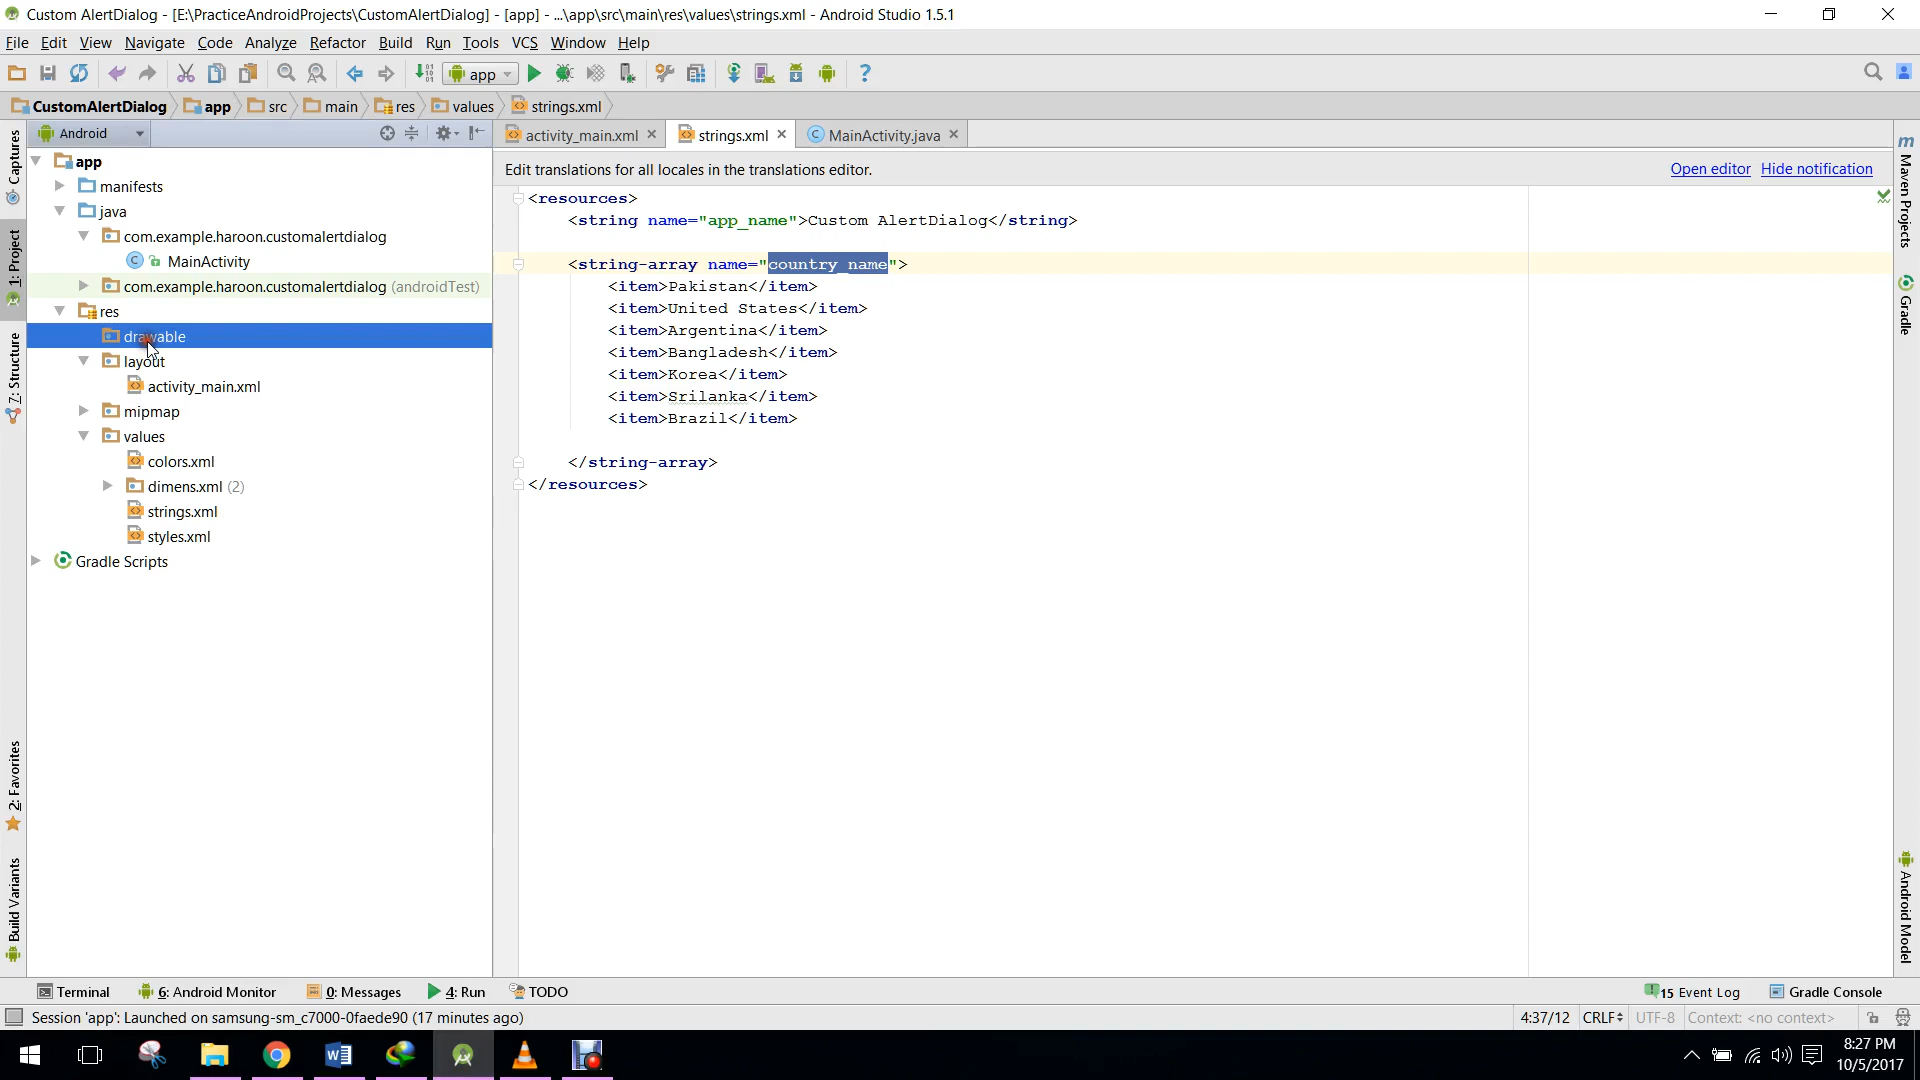 Custom AlertDialog - [E:\PracticeAndroidProjects\CustomAlertDialog] - [app] - ...\app\src\main\res\values\strings.xml - Android Studio 1.5.1
File Edit View Navigate Code Analyze Refactor Build Run Tools VCS Window Help
app
CustomAlertDialog app src main res values strings.xml
Android
activity_main.xml strings.xml MainActivity.java
Edit translations for all locales in the translations editor. Open editor Hide notification
app
manifests
java
com.example.haroon.customalertdialog
MainActivity
com.example.haroon.customalertdialog (androidTest)
res
drawable
layout
activity_main.xml
mipmap
values
colors.xml
dimens.xml (2)
strings.xml
styles.xml
Gradle Scripts
<resources>
<string name="app_name">Custom AlertDialog</string>
<string-array name="country_name">
<item>Pakistan</item>
<item>United States</item>
<item>Argentina</item>
<item>Bangladesh</item>
<item>Korea</item>
<item>Srilanka</item>
<item>Brazil</item>
</string-array>
</resources>
Captures
1: Project
7: Structure
2: Favorites
Build Variants
m Maven Projects
Gradle
Android Model
Terminal 6: Android Monitor 0: Messages 4: Run TODO 15 Event Log Gradle Console
Session 'app': Launched on samsung-sm_c7000-0faede90 (17 minutes ago) 4:37/12 CRLF UTF-8 Context: <no context>
8:27 PM
10/5/2017